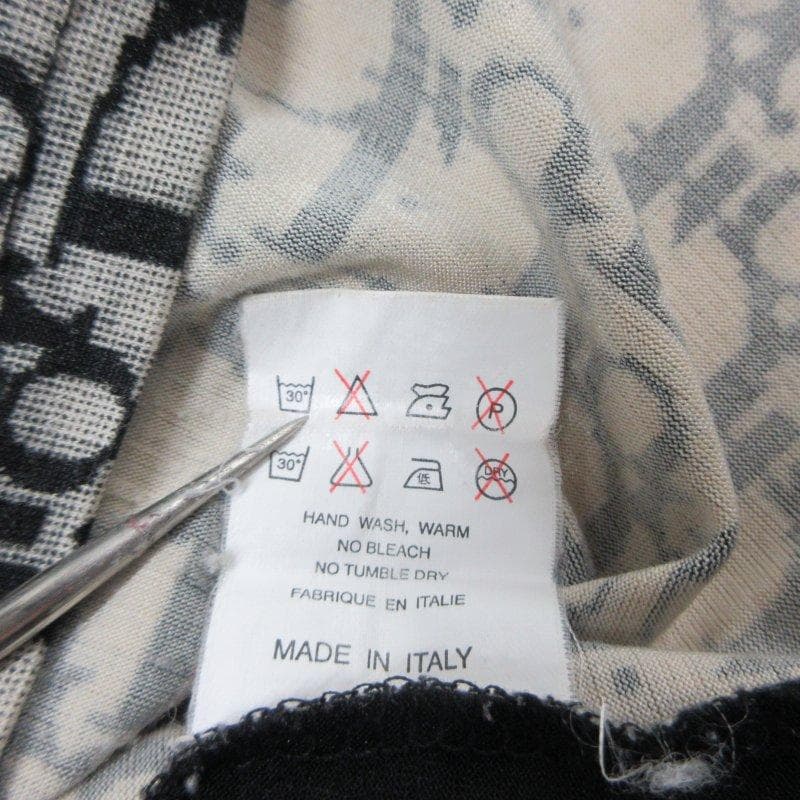 30° P
30° 低 DRY
HAND WASH, WARM
NO BLEACH
NO TUMBLE DRY
FABRIQUE EN ITALIE
MADE IN ITALY